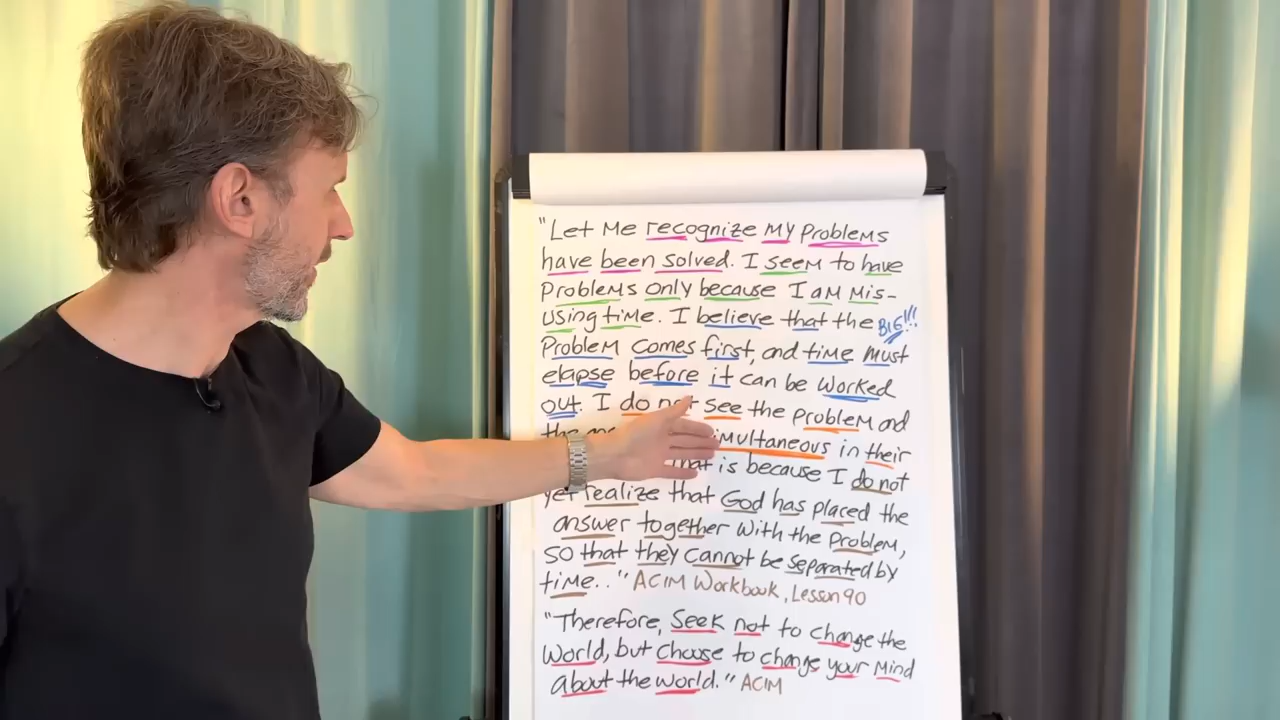 "Let Me recognize My Problems
have been solved. I seem to have
Problems only because I am Mis-
using time. I believe that the BIG!!!
Problem comes first, and time Must
elapse before it can be worked
out. I do not see the problem and
the simultaneous in their
that is because I do not
yet realize that God has placed the
answer together with the Problem,
so that they cannot be separated by
time.." ACIM Workbook, Lesson 90
"Therefore, Seek not to change the
World, but choose to change your Mind
about the world." ACIM